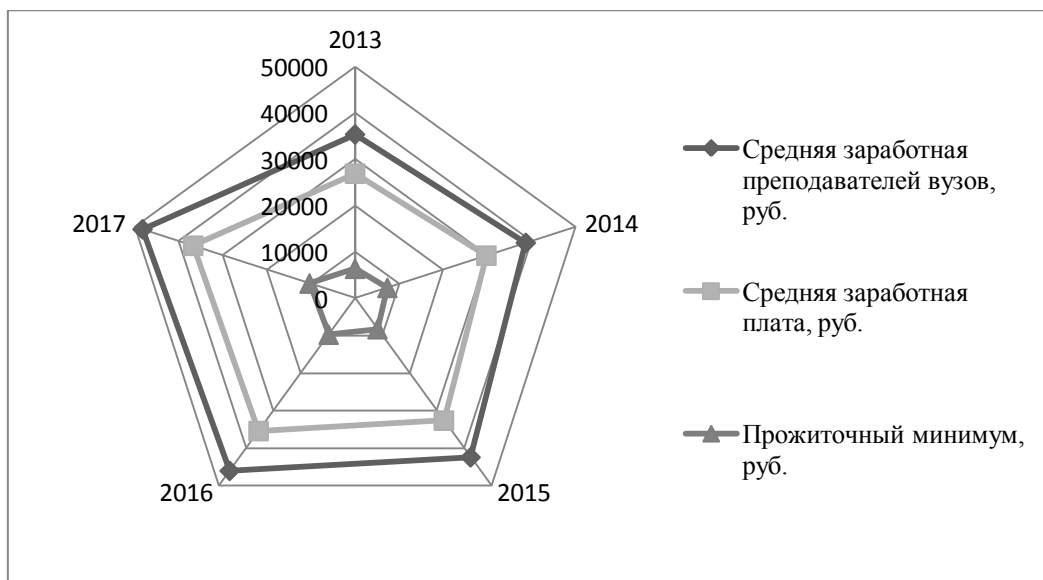 2013
50000
40000
30000
20000
10000
0
2014
2015
2016
2017
Средняя заработная
преподавателей вузов,
руб.
Средняя заработная
плата, руб.
Прожиточный минимум,
руб.